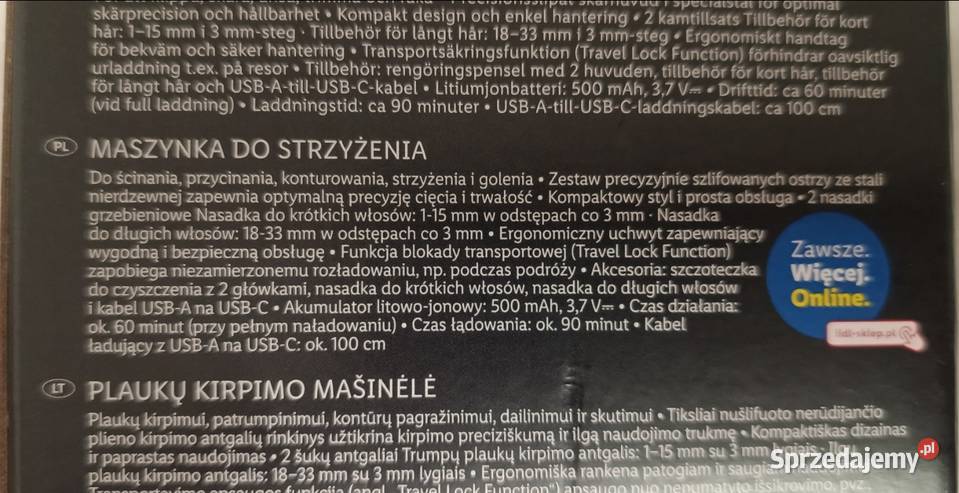 skärprecision och hållbarhet • Kompakt design och enkel hantering • 2 kamtillsats Tillbehör för kort
hår: 1–15 mm i 3 mm-steg · Tillbehör för långt hår: 18–33 mm i 3 mm-steg • Ergonomiskt handtag
för bekväm och säker hantering • Transportsäkringsfunktion (Travel Lock Function) förhindrar oavsiktlig
urladdning t.ex. på resor • Tillbehör: rengöringspensel med 2 huvuden, tillbehör för kort hår, tillbehör
för långt hår och USB-A-till-USB-C-kabel • Litiumjonbatteri: 500 mAh, 3,7 V⎓ • Drifttid: ca 60 minuter
(vid full laddning) • Laddningstid: ca 90 minuter • USB-A-till-USB-C-laddningskabel: ca 100 cm
PL MASZYNKA DO STRZYŻENIA
Do ścinania, przycinania, konturowania, strzyżenia i golenia • Zestaw precyzyjnie szlifowanych ostrzy ze stali
nierdzewnej zapewnia optymalną precyzję cięcia i trwałość • Kompaktowy styl i prosta obsługa • 2 nasadki
grzebieniowe Nasadka do krótkich włosów: 1-15 mm w odstępach co 3 mm · Nasadka
do długich włosów: 18-33 mm w odstępach co 3 mm • Ergonomiczny uchwyt zapewniający
wygodną i bezpieczną obsługę • Funkcja blokady transportowej (Travel Lock Function)
zapobiega niezamierzonemu rozładowaniu, np. podczas podróży • Akcesoria: szczoteczka
do czyszczenia z 2 główkami, nasadka do krótkich włosów, nasadka do długich włosów
i kabel USB-A na USB-C • Akumulator litowo-jonowy: 500 mAh, 3,7 V⎓ • Czas działania:
ok. 60 minut (przy pełnym naładowaniu) • Czas ładowania: ok. 90 minut • Kabel
ładujący z USB-A na USB-C: ok. 100 cm
Zawsze.
Więcej.
Online.
lidl-sklep.pl
LT PLAUKŲ KIRPIMO MAŠINĖLĖ
Plaukų kirpimui, patrumpinimui, kontūrų pagražinimui, dailinimui ir skutimui • Tiksliai nušlifuoto nerūdijančio
plieno kirpimo antgalių rinkinys užtikrina kirpimo preciziškumą ir ilgą naudojimo trukmę • Kompaktiškas dizainas
ir paprastas naudojimas • 2 šukų antgaliai Trumpų plaukų kirpimo antgalis: 1–15 mm su 3 mm
plaukų kirpimo antgalis: 18–33 mm su 3 mm lygiais • Ergonomiška rankena patogiam ir
Sprzedajemy.pl